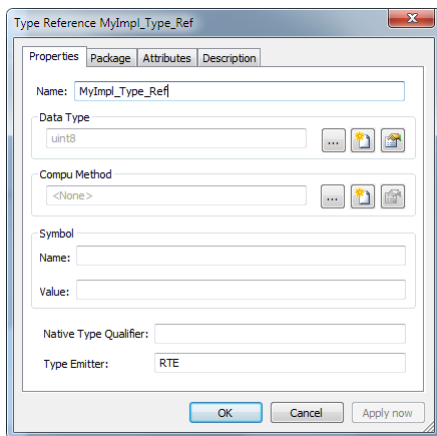 Type Reference MyImpl_Type_Ref
Properties Package Attributes Description
Name: MyImpl_Type_Ref
Data Type
uint8 ...
Compu Method
<None> ...
Symbol
Name:
Value:
Native Type Qualifier:
Type Emitter: RTE
OK Cancel Apply now